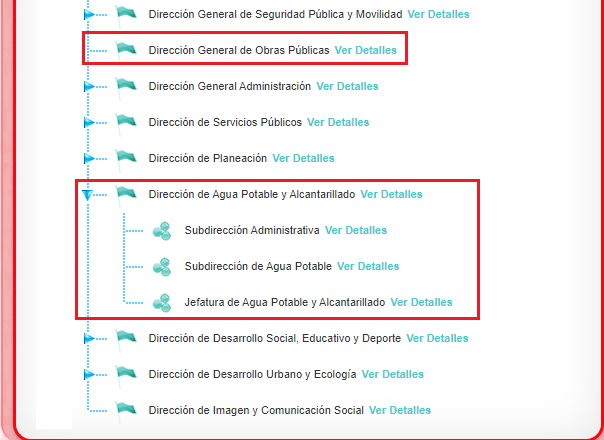 Dirección General de Seguridad Pública y Movilidad Ver Detalles
Dirección General de Obras Públicas Ver Detalles
Dirección General Administración Ver Detalles
Dirección de Servicios Públicos Ver Detalles
Dirección de Planeación Ver Detalles
Dirección de Agua Potable y Alcantarillado Ver Detalles
Subdirección Administrativa Ver Detalles
Subdirección de Agua Potable Ver Detalles
Jefatura de Agua Potable y Alcantarillado Ver Detalles
Dirección de Desarrollo Social, Educativo y Deporte Ver Detalles
Dirección de Desarrollo Urbano y Ecología Ver Detalles
Dirección de Imagen y Comunicación Social Ver Detalles